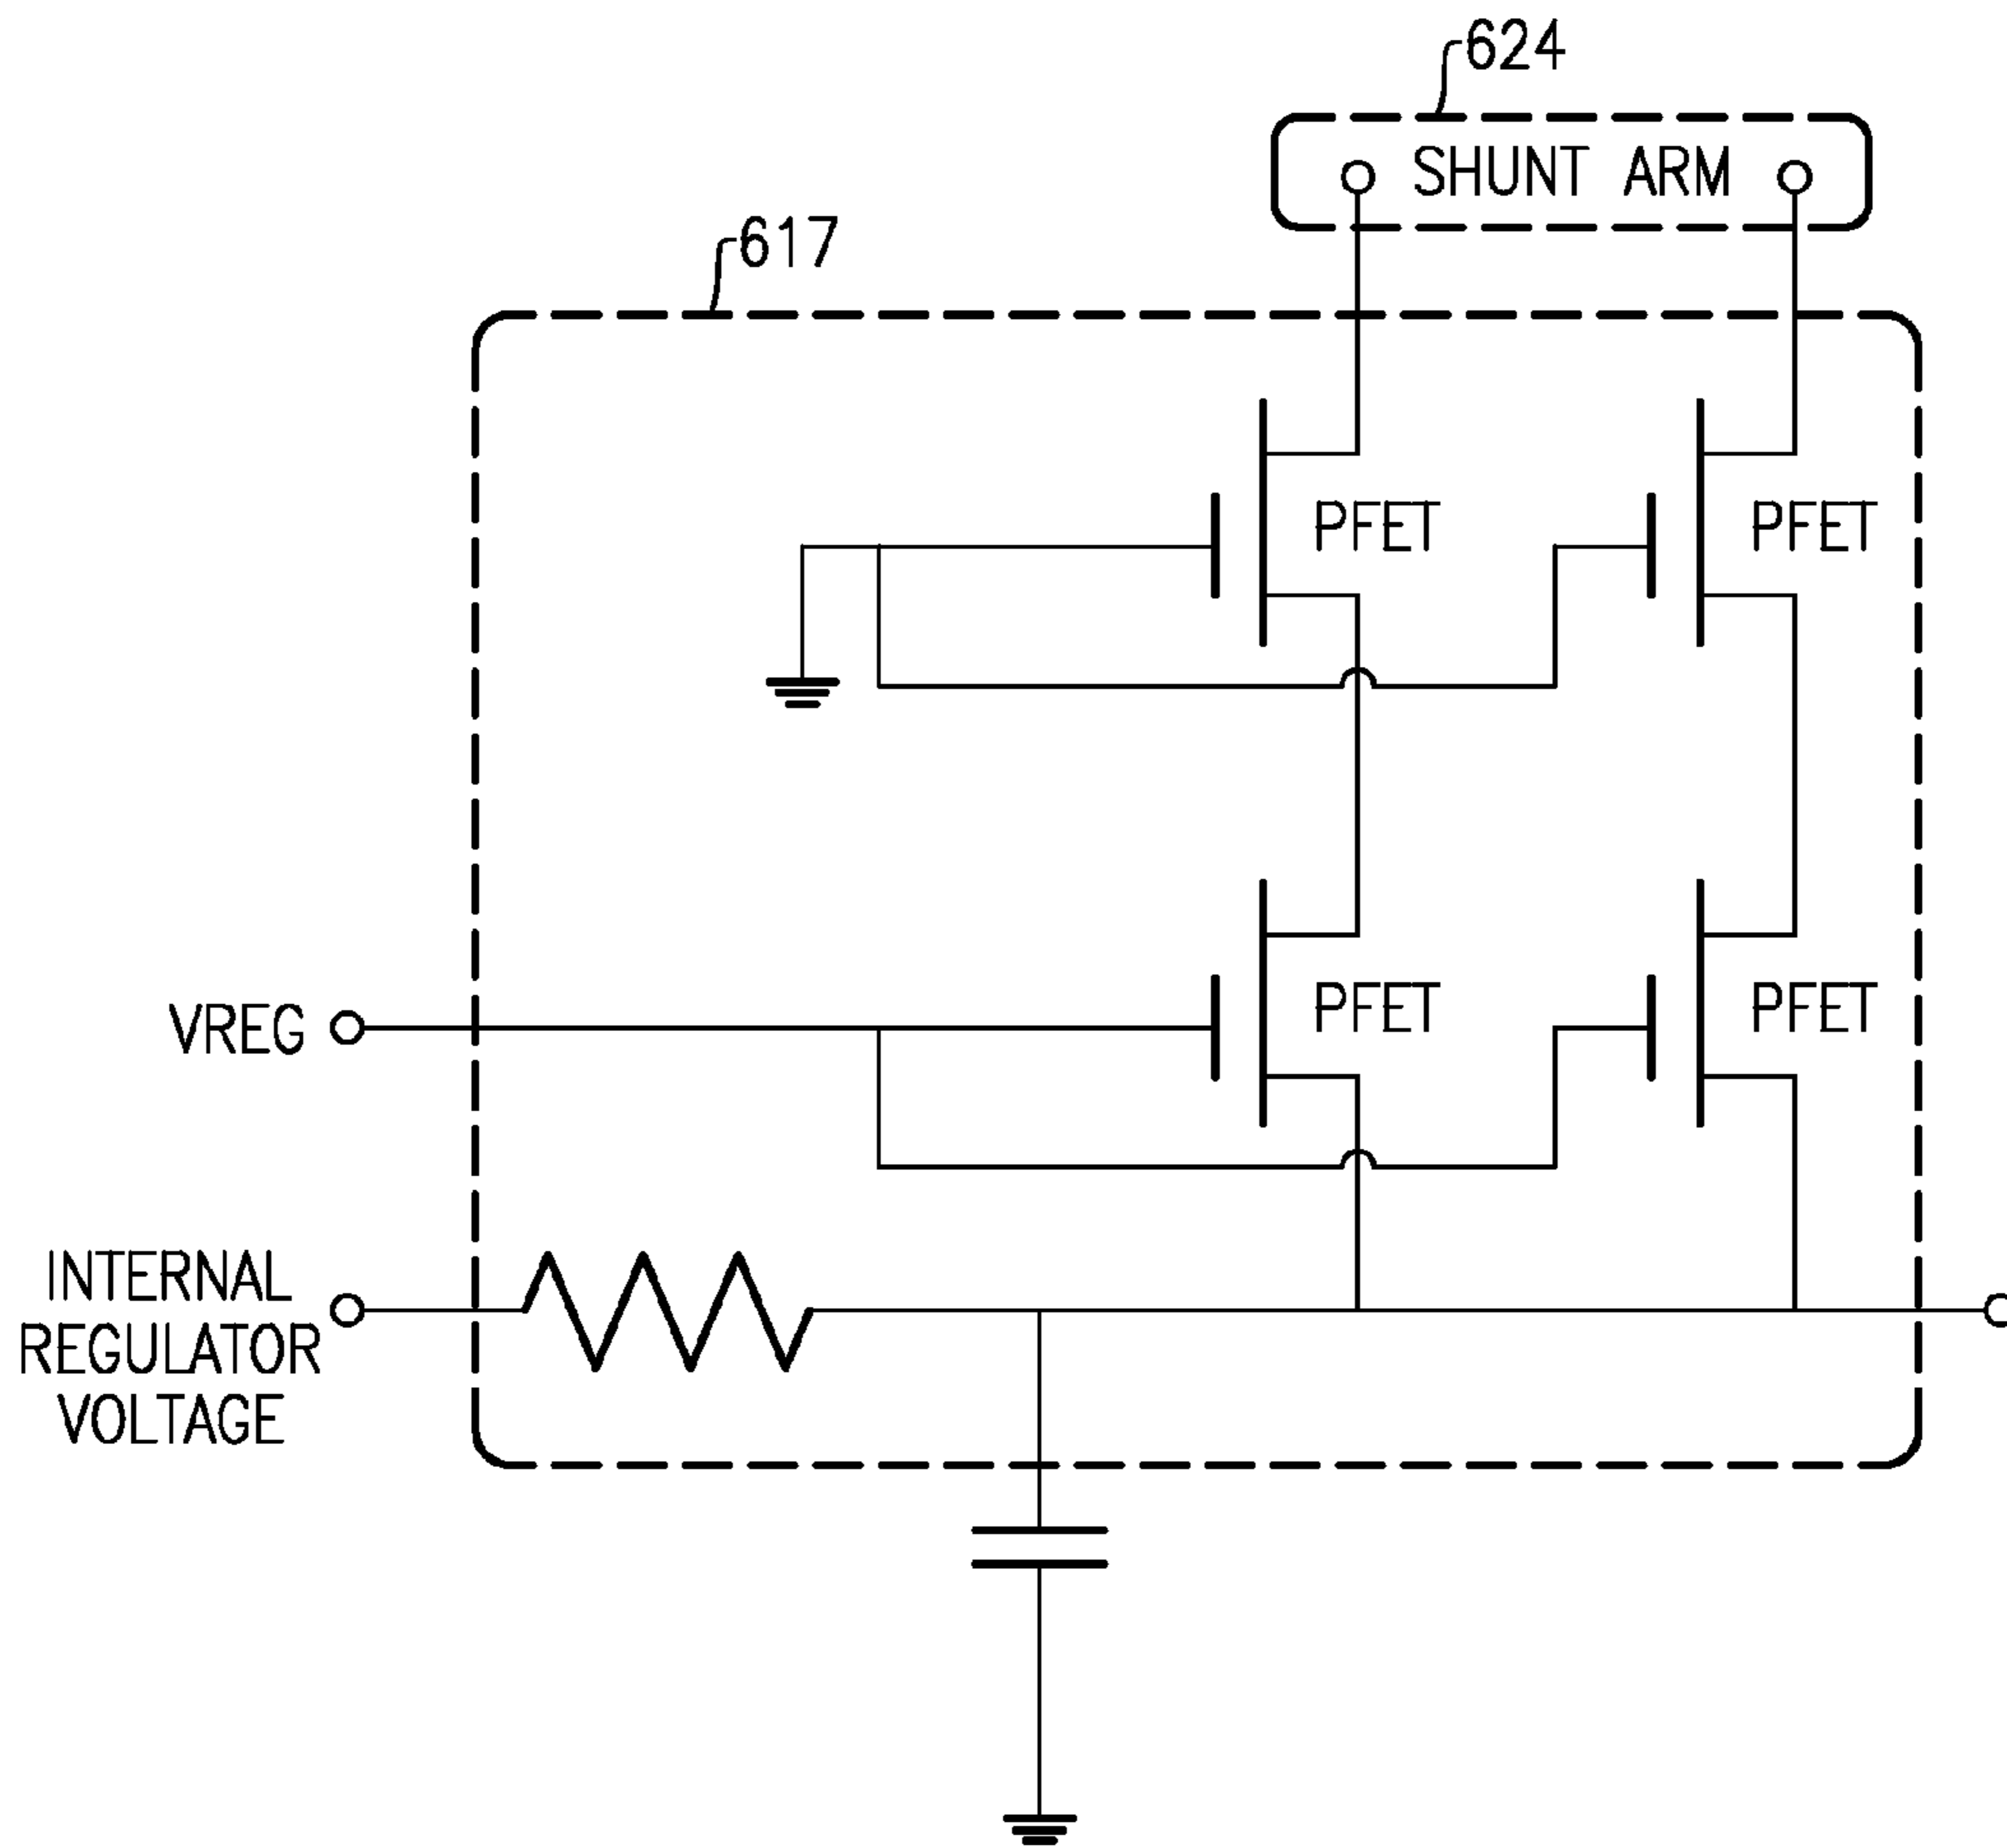 624
SHUNT ARM
617
PFET
PFET
VREG
PFET
PFET
INTERNAL
REGULATOR
VOLTAGE